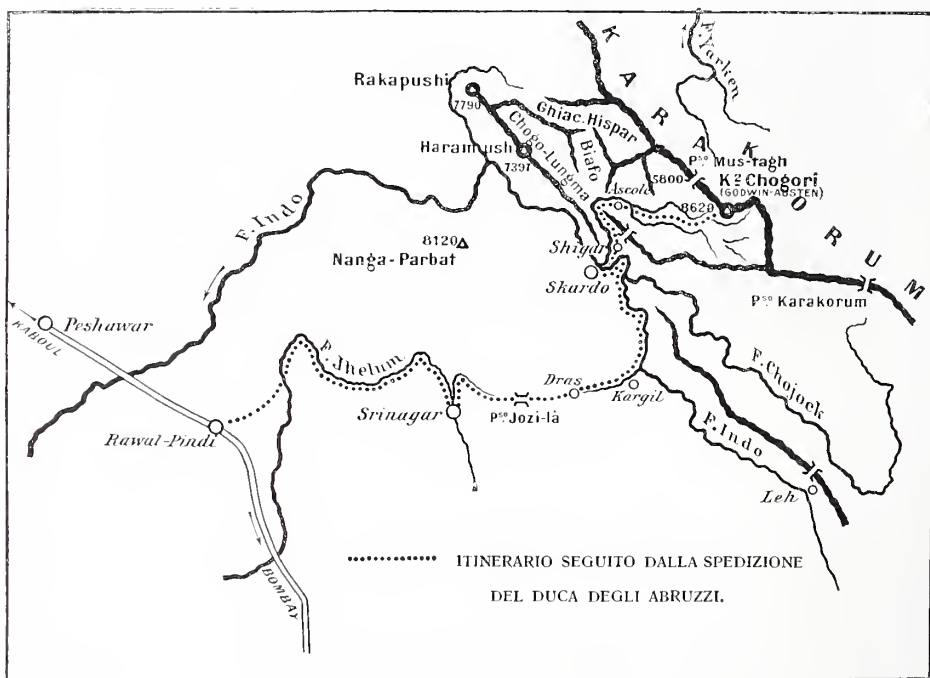 KARAKORUM
F. Yarken
Rakapushi
7790
Ghiac. Hispar
Chogo-Lungma
Biafo
Haramush
7397
Pso Mus-tagh
5800
K2 Chogori
(GODWIN-AUSTEN)
8620
Ascole
F. Indo
8120
Nanga-Parbat
Shigar
Skardo
Pso Karakorum
Peshawar
KABOUL
F. Jhelum
Dras
Kargil
F. Chojock
Srinagar
Pso Jozi-là
Rawal-Pindi
F. Indo
Leh
BOMBAY
ITINERARIO SEGUITO DALLA SPEDIZIONE
DEL DUCA DEGLI ABRUZZI.